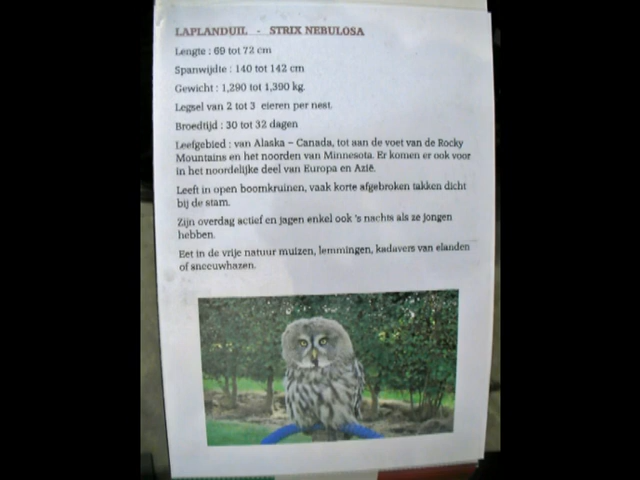 LAPLANDUIL - STRIX NEBULOSA
Lengte : 69 tot 72 cm
Spanwijdte : 140 tot 142 cm
Gewicht : 1,290 tot 1,390 kg.
Legsel van 2 tot 3 eieren per nest.
Broedtijd : 30 tot 32 dagen
Leefgebied : van Alaska – Canada, tot aan de voet van de Rocky
Mountains en het noorden van Minnesota. Er komen er ook voor
in het noordelijke deel van Europa en Azië.
Leeft in open boomkruinen, vaak korte afgebroken takken dicht
bij de stam.
Zijn overdag actief en jagen enkel ook 's nachts als ze jongen
hebben.
Eet in de vrije natuur muizen, lemmingen, kadavers van elanden
of sneeuwhazen.